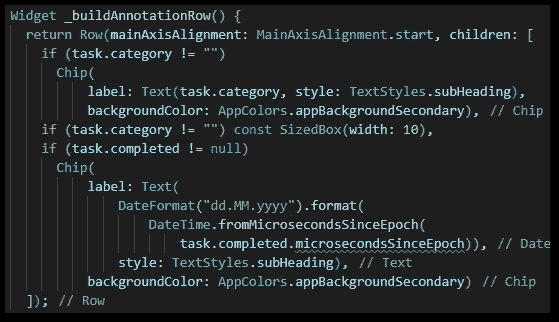 Widget _buildAnnotationRow() {
return Row(mainAxisAlignment: MainAxisAlignment.start, children: [
if (task.category != "")
Chip(
label: Text(task.category, style: TextStyles.subHeading),
backgroundColor: AppColors.appBackgroundSecondary), // Chip
if (task.category != "") const SizedBox(width: 10),
if (task.completed != null)
Chip(
label: Text(
DateFormat("dd.MM.yyyy").format(
DateTime.fromMicrosecondsSinceEpoch(
task.completed.microsecondsSinceEpoch)), // Date
style: TextStyles.subHeading), // Text
backgroundColor: AppColors.appBackgroundSecondary) // Chip
]); // Row